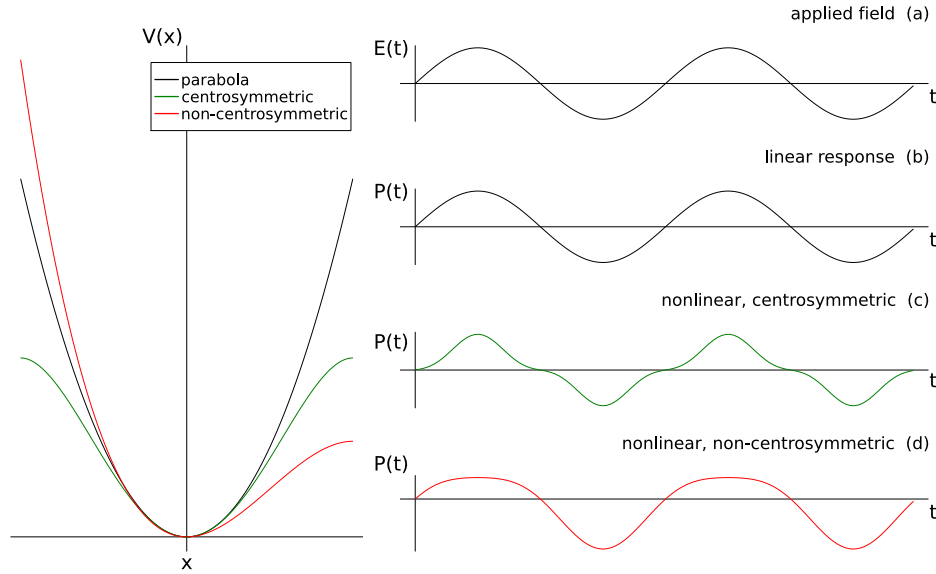 V(x)
parabola
centrosymmetric
non-centrosymmetric
x
applied field (a)
E(t)
t
linear response (b)
P(t)
t
nonlinear, centrosymmetric (c)
P(t)
t
nonlinear, non-centrosymmetric (d)
P(t)
t